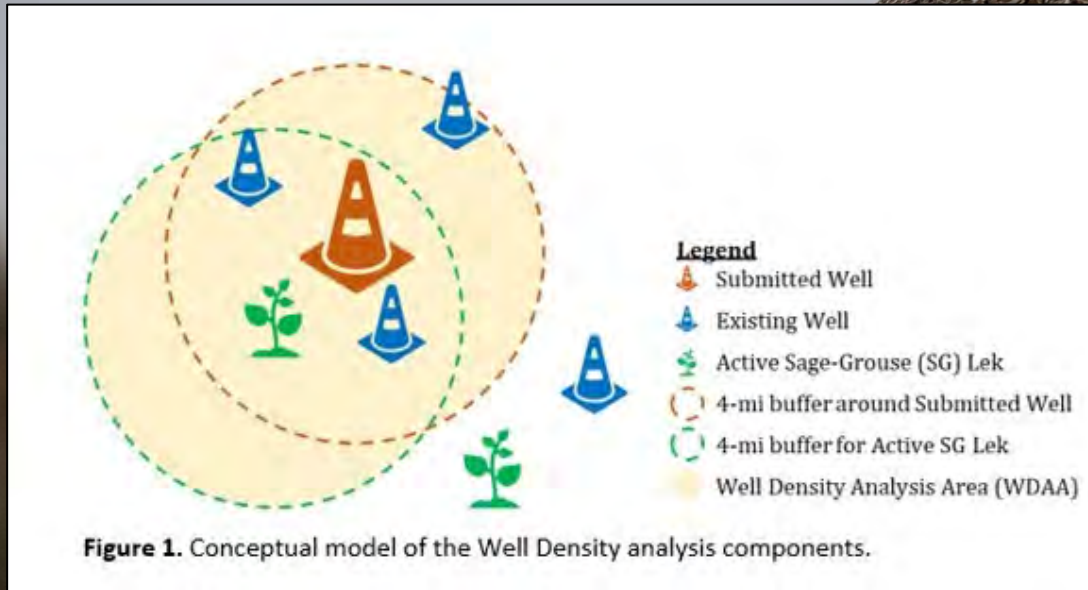 Legend
Submitted Well
Existing Well
Active Sage-Grouse (SG) Lek
4-mi buffer around Submitted Well
4-mi buffer for Active SG Lek
Well Density Analysis Area (WDAA)
Figure 1. Conceptual model of the Well Density analysis components.